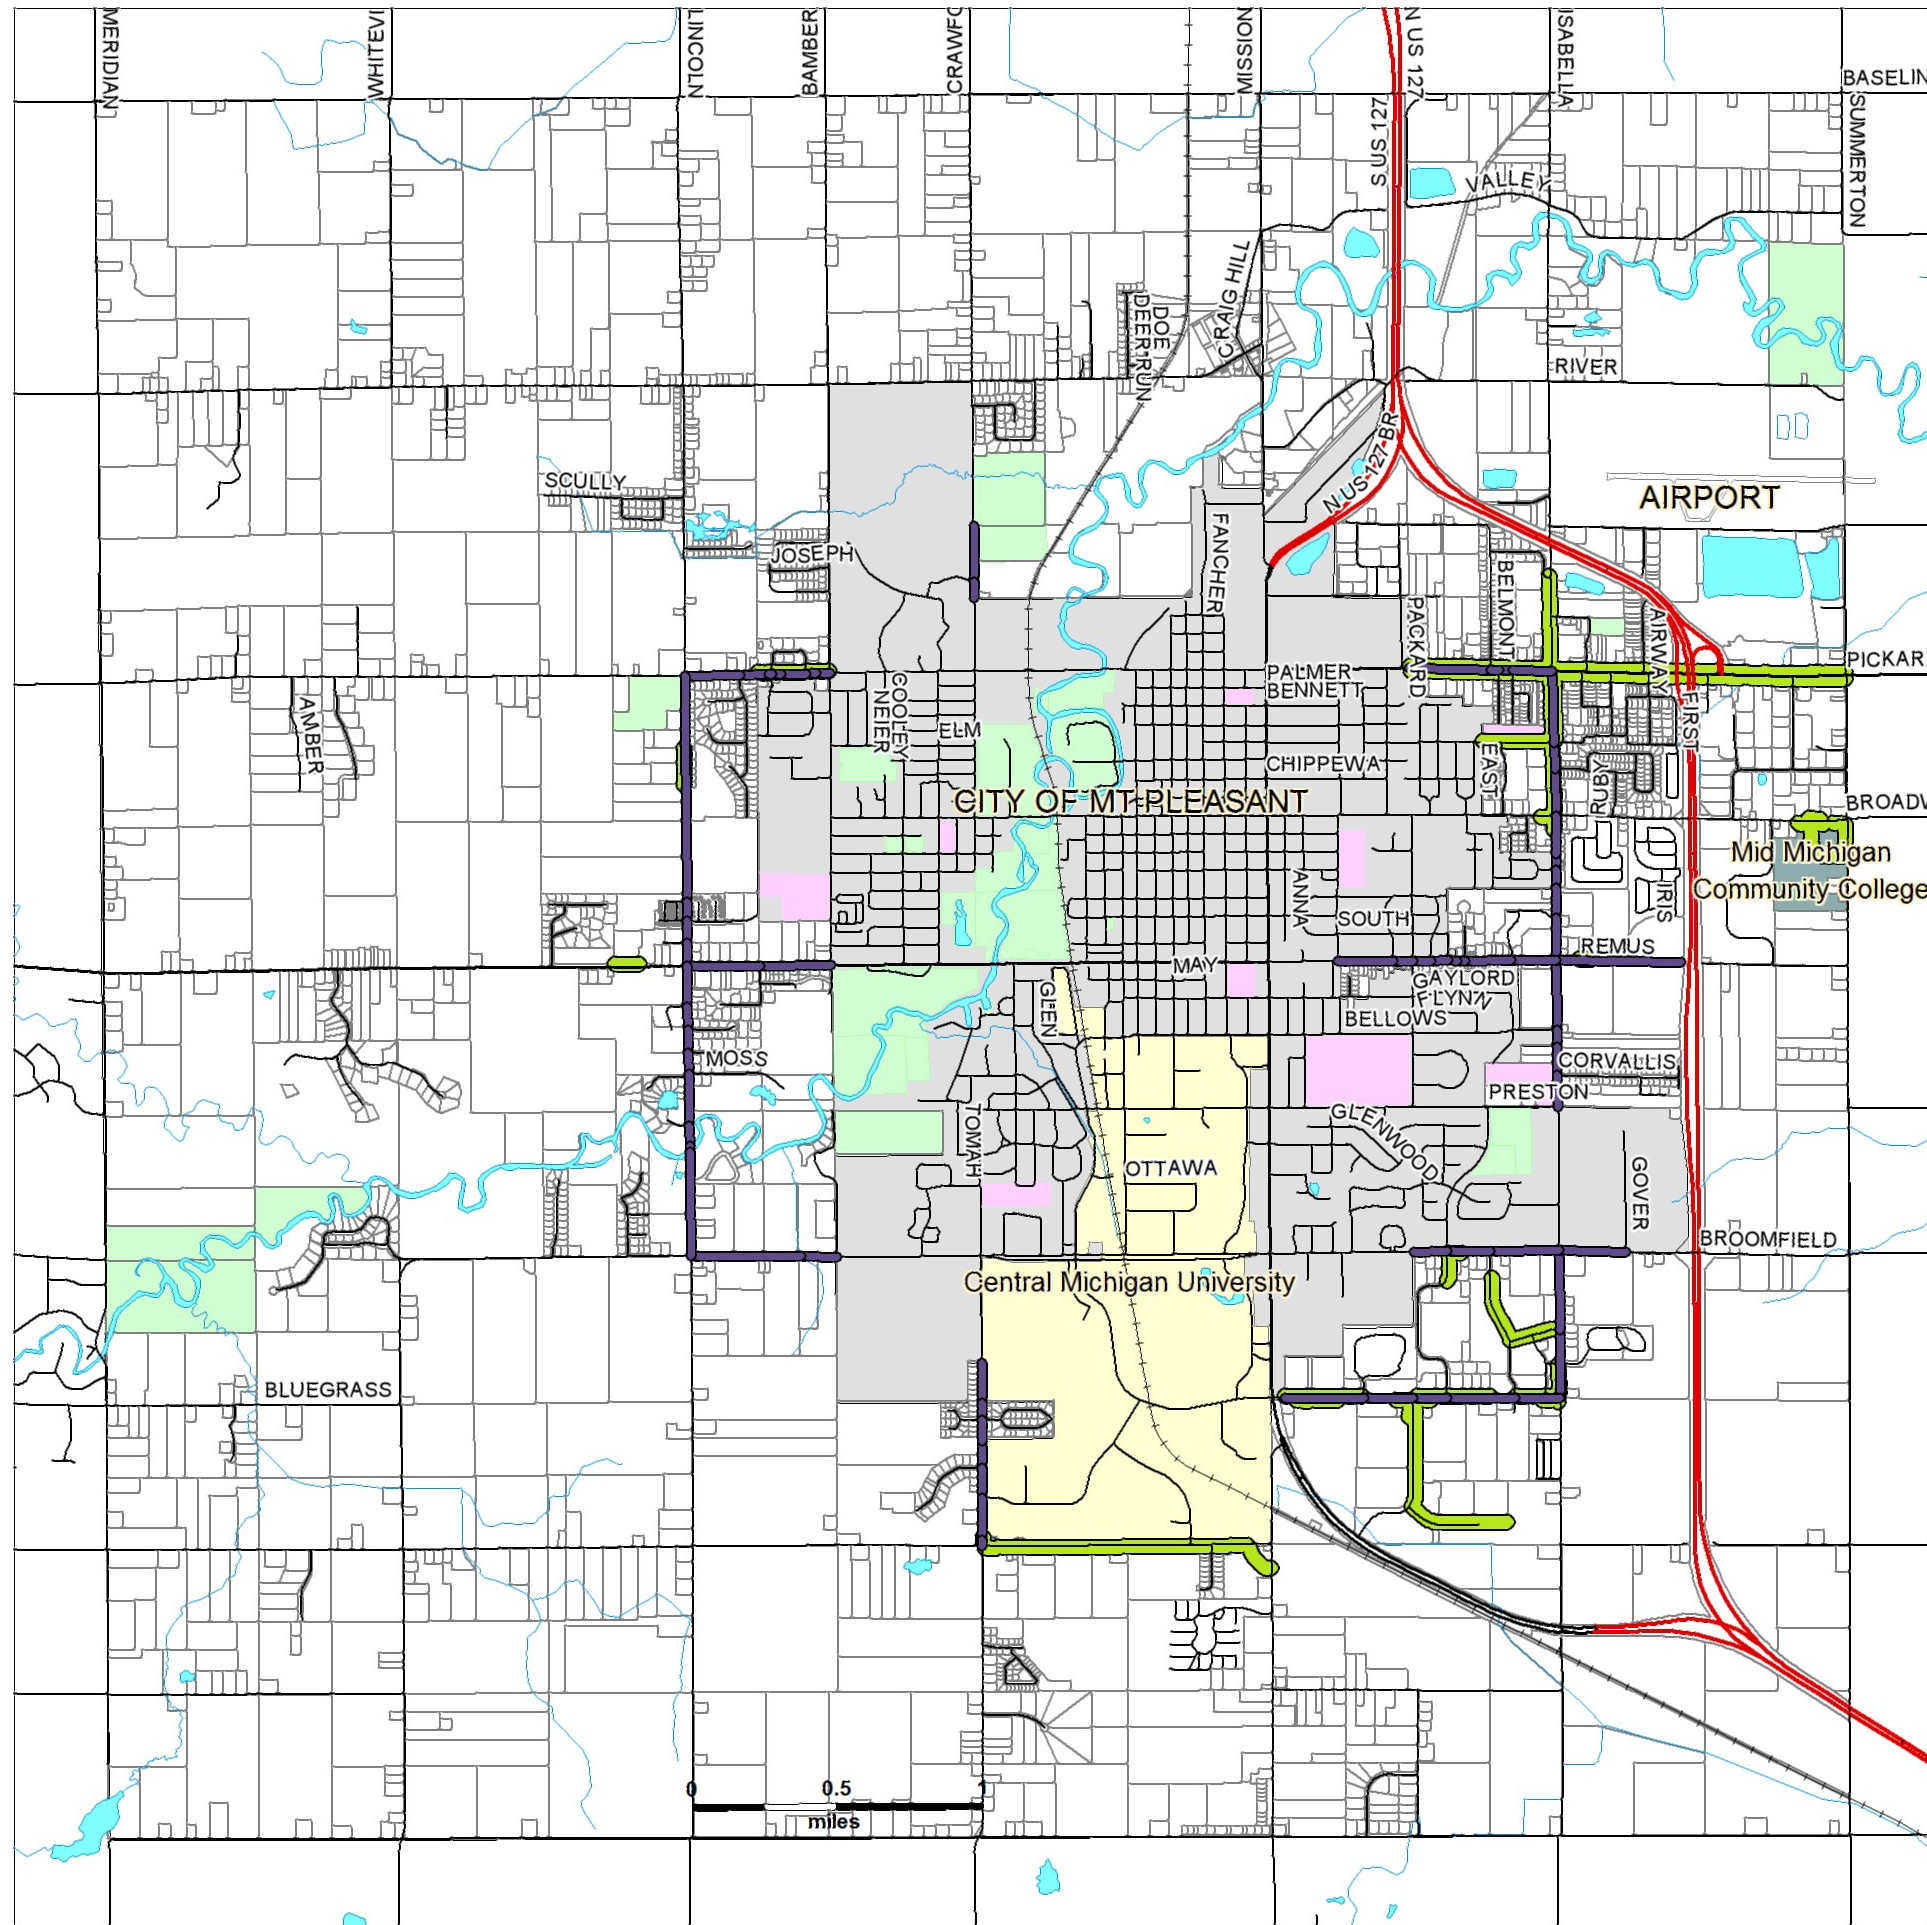 MERIDIAN
WHITEVI
LINCOLN
BAMBER
CRAWFO
MISSION
S US 127
N US 127
ISABELLA
BASELIN
SUMMERTON
VALLEY
CRAIG HILL
DOE
DEER RUN
RIVER
N US 127 BR
SCULLY
AIRPORT
JOSEPH
FANCHER
PACKARD
BELMONT
AIRWAY
PICKAR
PALMER
BENNETT
COOLEY
NEIER
AMBER
ELM
FIRST
EAST
CHIPPEWA
RUBY
CITY OF MT PLEASANT
BROADW
Mid Michigan
Community College
ANNA
IRIS
SOUTH
REMUS
MAY
GAYLORD
FLYNN
GLEN
BELLOWS
MOSS
CORVALLIS
PRESTON
TOMAH
GLENWOOD
OTTAWA
GOVER
BROOMFIELD
Central Michigan University
BLUEGRASS
0 0.5 1
miles